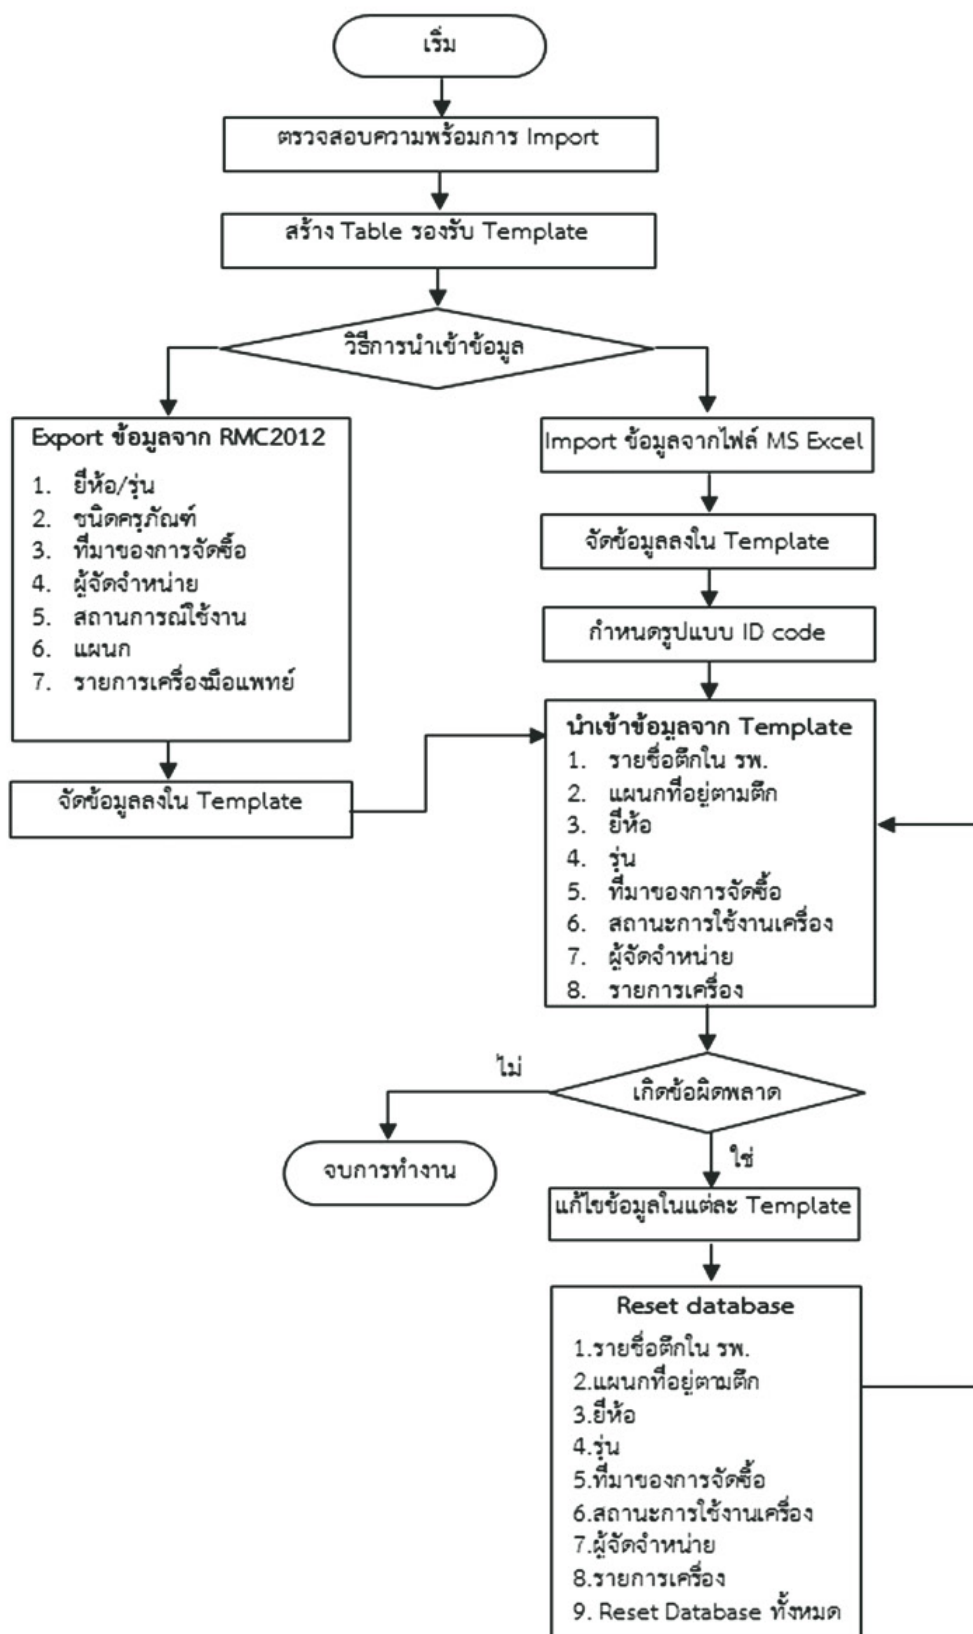 เริ่ม
ตรวจสอบความพร้อมการ Import
สร้าง Table รองรับ Template
วิธีการนำเข้าข้อมูล
Export ข้อมูลจาก RMC2012
1. ยี่ห้อ/รุ่น
2. ชนิดครุภัณฑ์
3. ที่มาของการจัดซื้อ
4. ผู้จัดจำหน่าย
5. สถานการณ์ใช้งาน
6. แผนก
7. รายการเครื่องมือแพทย์
จัดข้อมูลลงใน Template
Import ข้อมูลจากไฟล์ MS Excel
จัดข้อมูลลงใน Template
กำหนดรูปแบบ ID code
นำเข้าข้อมูลจาก Template
1. รายชื่อตึกใน รพ.
2. แผนกที่อยู่ตามตึก
3. ยี่ห้อ
4. รุ่น
5. ที่มาของการจัดซื้อ
6. สถานะการใช้งานเครื่อง
7. ผู้จัดจำหน่าย
8. รายการเครื่อง
เกิดข้อผิดพลาด
ไม่
จบการทำงาน
ใช่
แก้ไขข้อมูลในแต่ละ Template
Reset database
1.รายชื่อตึกใน รพ.
2.แผนกที่อยู่ตามตึก
3.ยี่ห้อ
4.รุ่น
5.ที่มาของการจัดซื้อ
6.สถานะการใช้งานเครื่อง
7.ผู้จัดจำหน่าย
8.รายการเครื่อง
9. Reset Database ทั้งหมด